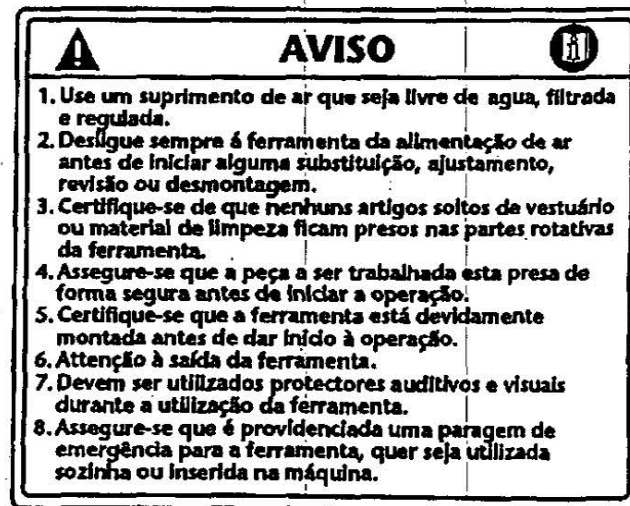 AVISO
1. Use um suprimento de ar que seja livre de agua, filtrada
e regulada.
2. Desligue sempre á ferramenta da alimentação de ar
antes de iniciar alguma substituição, ajustamento,
revisão ou desmontagem.
3. Certifique-se de que nenhuns artigos soltos de vestuário
ou material de limpeza ficam presos nas partes rotativas
da ferramenta.
4. Assegure-se que a peça a ser trabalhada esta presa de
forma segura antes de iniciar a operação.
5. Certifique-se que a ferramenta está devidamente
montada antes de dar início à operação.
6. Attenção à saída da ferramenta.
7. Devem ser utilizados protectores auditivos e visuais
durante a utilização da ferramenta.
8. Assegure-se que é providenciada uma paragem de
emergência para a ferramenta, quer seja utilizada
sozinha ou inserida na máquina.